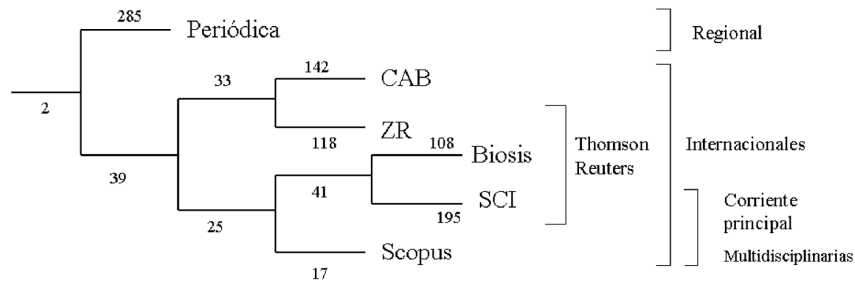 285
Periódica
Regional
33
142
CAB
2
118
ZR
108
Biosis
Thomson
Reuters
Internacionales
39
41
195
SCI
Corriente
principal
25
17
Scopus
Multidisciplinarias